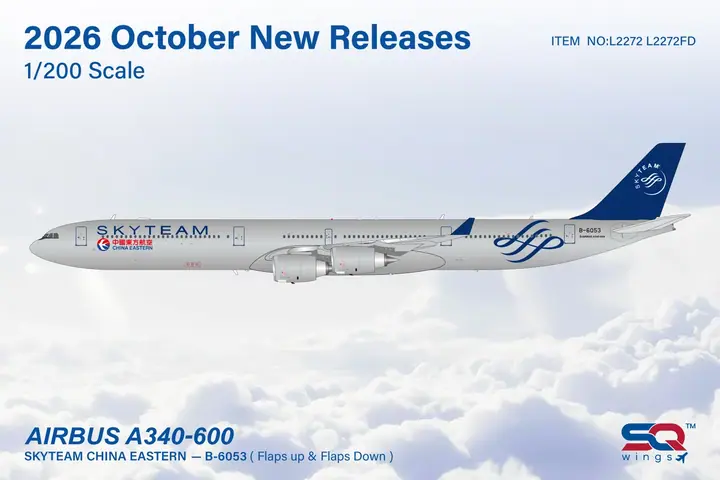 2026 October New Releases
1/200 Scale
ITEM NO:L2272 L2272FD
SKYTEAM
中國東方航空
CHINA EASTERN
SKYTEAM
B-6053
AIRBUS A340-600
SKYTEAM CHINA EASTERN — B-6053 ( Flaps up & Flaps Down )
SQ™
wings